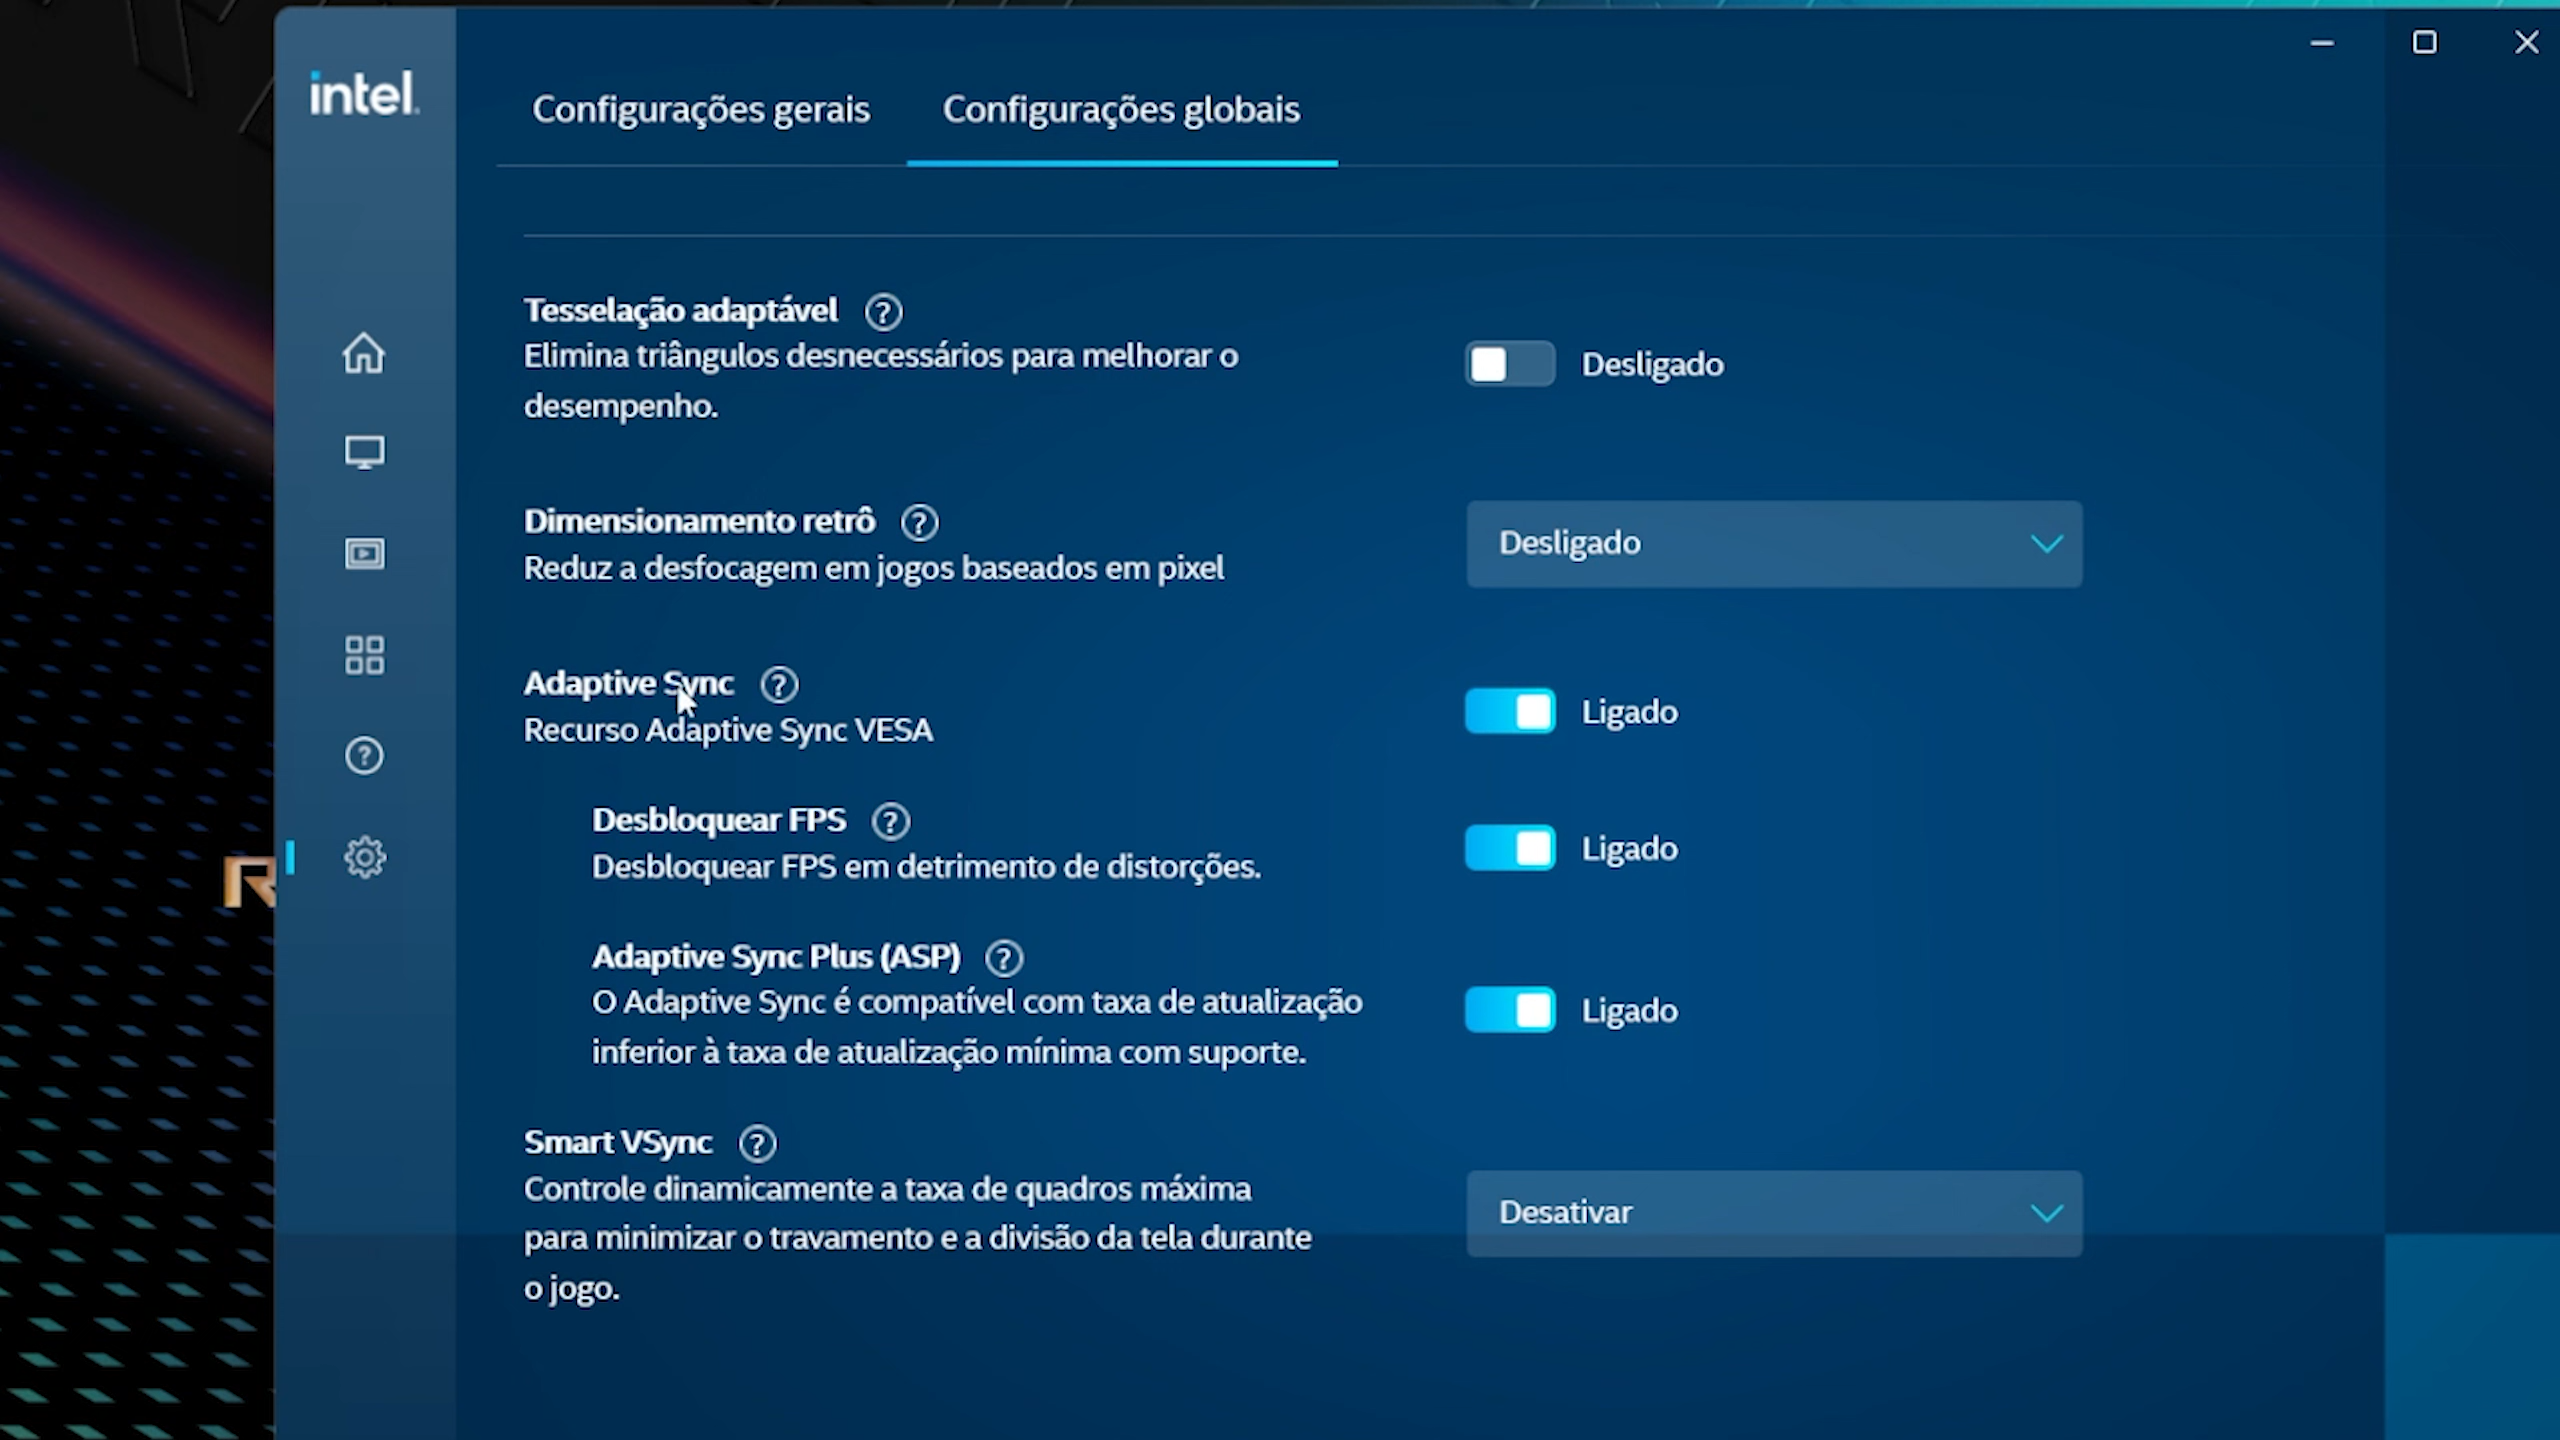 intel.
Configurações gerais
Configurações globais
Tesselação adaptável
Elimina triângulos desnecessários para melhorar o
desempenho.
Desligado
Dimensionamento retrô
Reduz a desfocagem em jogos baseados em pixel
Desligado
Adaptive Sync
Recurso Adaptive Sync VESA
Ligado
Desbloquear FPS
Desbloquear FPS em detrimento de distorções.
Ligado
Adaptive Sync Plus (ASP)
O Adaptive Sync é compatível com taxa de atualização
inferior à taxa de atualização mínima com suporte.
Ligado
Smart VSync
Controle dinamicamente a taxa de quadros máxima
para minimizar o travamento e a divisão da tela durante
o jogo.
Desativar